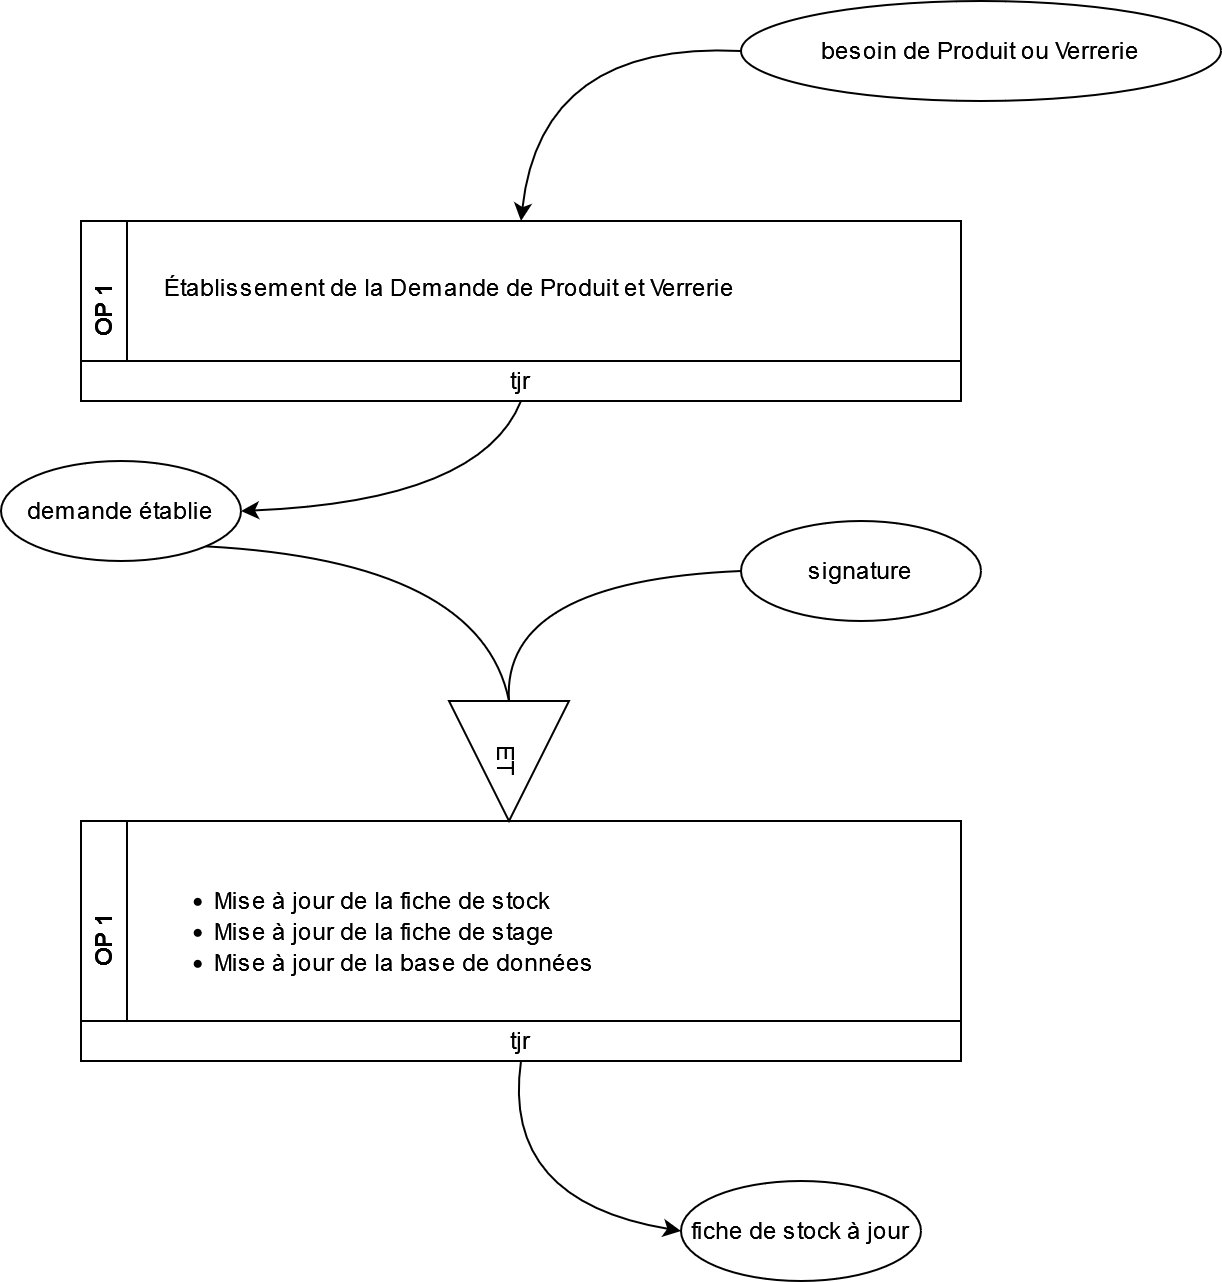 besoin de Produit ou Verrerie
OP 1
Établissement de la Demande de Produit et Verrerie
tjr
demande établie
signature
ET
OP 1
• Mise à jour de la fiche de stock
• Mise à jour de la fiche de stage
• Mise à jour de la base de données
tjr
fiche de stock à jour